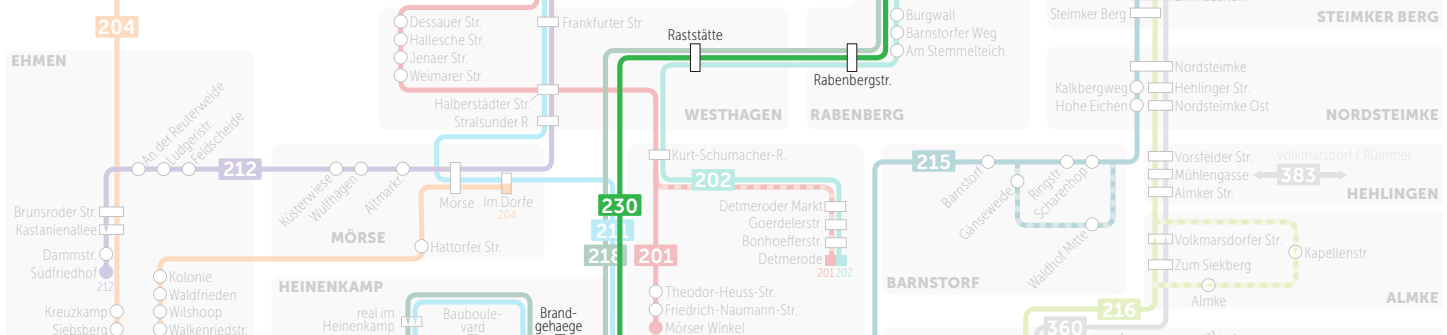 204
EHMEN
An der Reuterweide
Ludgeristr.
Feldscheide
212
Brunsroder Str.
Kastanienallee
Dammstr.
Südfriedhof
212
Kreuzkamp
Siebsberg
Kolonie
Waldfrieden
Wilshoop
Walkenriedstr.
Dessauer Str.
Hallesche Str.
Jenaer Str.
Weimarer Str.
Frankfurter Str.
Halberstädter Str.
Stralsunder R.
WESTHAGEN
Küsterwiese
Wulfhagen
Altmarkt
Mörse
Im Dorfe
204
MÖRSE
Hattorfer Str.
HEINENKAMP
real im
Heinenkamp
Bauboule-
vard
Brand-
gehaege
Raststätte
Rabenbergstr.
230
211
218
201
Kurt-Schumacher-R.
202
Detmeroder Markt
Goerdelerstr.
Bonhoefferstr.
Detmerode
201
202
Theodor-Heuss-Str.
Friedrich-Naumann-Str.
Mörser Winkel
Burgwall
Barnstorfer Weg
Am Stemmelteich
RABENBERG
215
Barnstorf
Gänseweide
Ringstr.
Scharenhop
Waldhof Mitte
BARNSTORF
Steimker Berg
STEIMKER BERG
Nordsteimke
Kalkbergweg
Hohe Eichen
Hehlinger Str.
Nordsteimke Ost
NORDSTEIMKE
Vorsfelder Str.
Mühlengasse
Almker Str.
Volkmarsdorf / Rümmer
383
HEHLINGEN
Volkmarsdorfer Str.
Zum Siekberg
Kapellenstr.
Almke
ALMKE
216
360